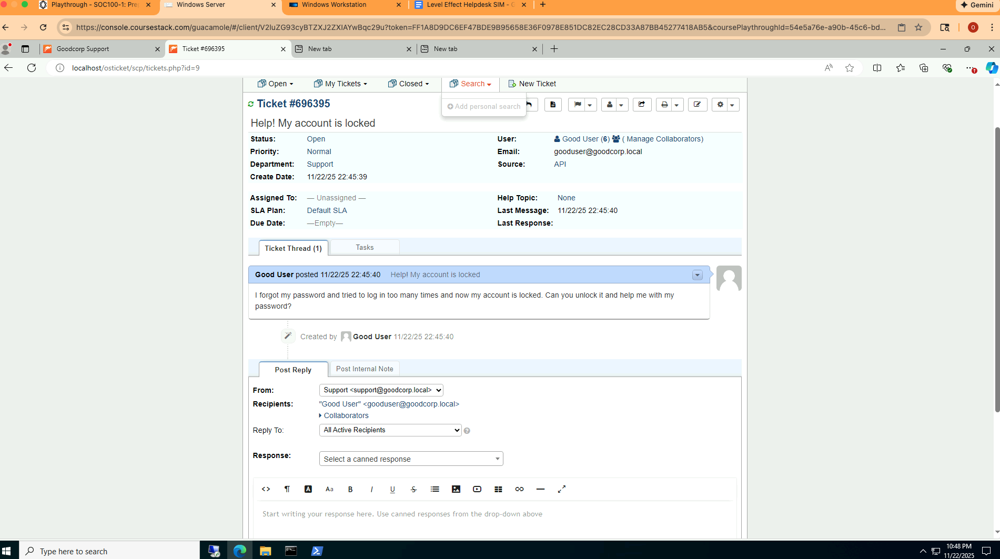 Playthrough - SOC100-1: Pre
Windows Server
Windows Workstation
Level Effect Helpdesk SIM - G
Gemini
https://console.coursestack.com/guacamole/#/client/V2luZG93cyBTZXJ2ZXIAYwBqc29u?token=FF1A8D9DC6EF47BDE9B95658E36F0978E851DC82EC28CD33A87BB45277418AB5&coursePlaythroughId=54e5a76e-a90b-45c6-bd...
O
Goodcorp Support
Ticket #696395
New tab
New tab
localhost/osticket/scp/tickets.php?id=9
Open
My Tickets
Closed
Search
New Ticket
Add personal search
Ticket #696395
Help! My account is locked
Status: Open
User: Good User (6) ( Manage Collaborators)
Priority: Normal
Email: gooduser@goodcorp.local
Department: Support
Source: API
Create Date: 11/22/25 22:45:39
Assigned To: — Unassigned —
Help Topic: None
SLA Plan: Default SLA
Last Message: 11/22/25 22:45:40
Due Date: —Empty—
Last Response:
Ticket Thread (1)
Tasks
Good User posted 11/22/25 22:45:40 Help! My account is locked
I forgot my password and tried to log in too many times and now my account is locked. Can you unlock it and help me with my
password?
Created by Good User 11/22/25 22:45:40
Post Reply
Post Internal Note
From: Support <support@goodcorp.local>
Recipients: "Good User" <gooduser@goodcorp.local>
Collaborators
Reply To: All Active Recipients
Response: Select a canned response
Start writing your response here. Use canned responses from the drop-down above
Type here to search
10:48 PM
11/22/2025